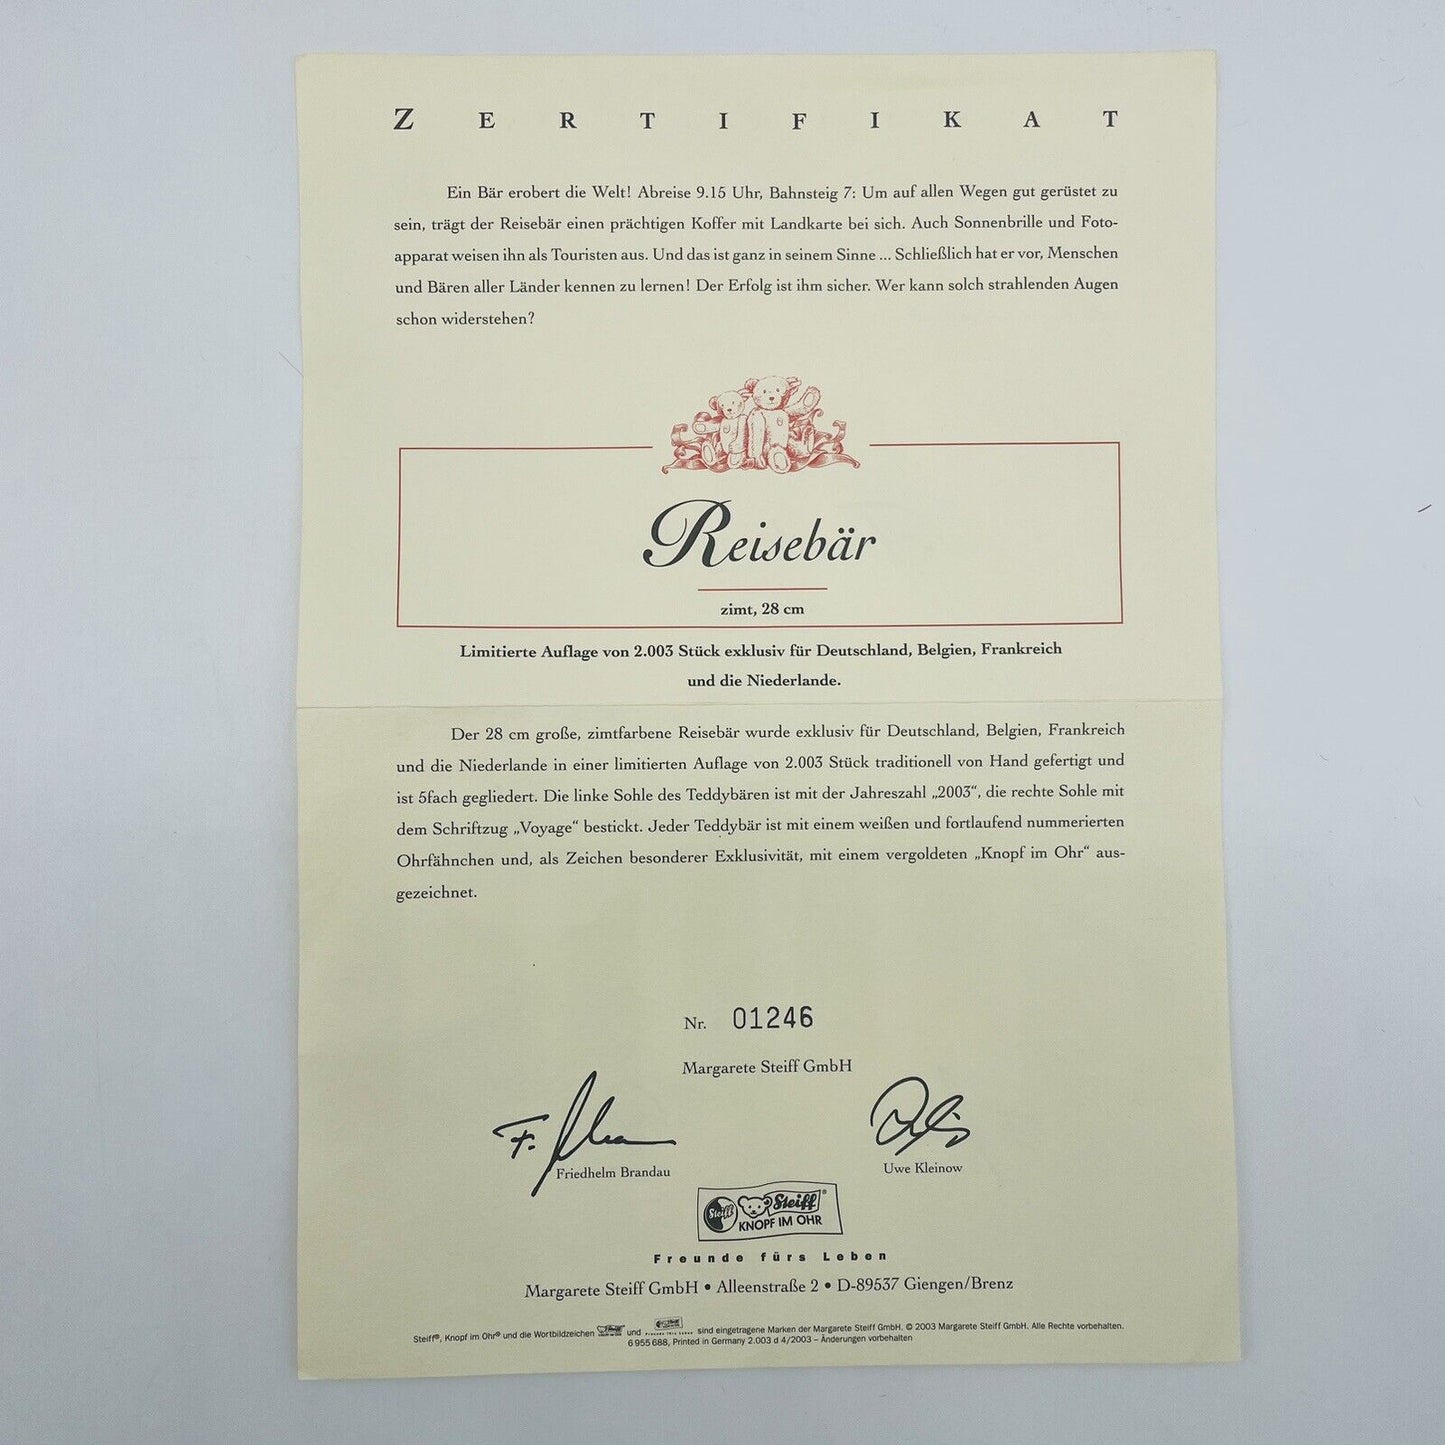 ZERTIFIKAT
Ein Bär erobert die Welt! Abreise 9.15 Uhr, Bahnsteig 7: Um auf allen Wegen gut gerüstet zu
sein, trägt der Reisebär einen prächtigen Koffer mit Landkarte bei sich. Auch Sonnenbrille und Foto-
apparat weisen ihn als Touristen aus. Und das ist ganz in seinem Sinne ... Schließlich hat er vor, Menschen
und Bären aller Länder kennen zu lernen! Der Erfolg ist ihm sicher. Wer kann solch strahlenden Augen
schon widerstehen?
Reisebär
zimt, 28 cm
Limitierte Auflage von 2.003 Stück exklusiv für Deutschland, Belgien, Frankreich
und die Niederlande.
Der 28 cm große, zimtfarbene Reisebär wurde exklusiv für Deutschland, Belgien, Frankreich
und die Niederlande in einer limitierten Auflage von 2.003 Stück traditionell von Hand gefertigt und
ist 5fach gegliedert. Die linke Sohle des Teddybären ist mit der Jahreszahl „2003“, die rechte Sohle mit
dem Schriftzug „Voyage“ bestickt. Jeder Teddybär ist mit einem weißen und fortlaufend nummerierten
Ohrfähnchen und, als Zeichen besonderer Exklusivität, mit einem vergoldeten „Knopf im Ohr“ aus-
gezeichnet.
Nr. 01246
Margarete Steiff GmbH
Friedhelm Brandau
Uwe Kleinow
Steiff Steiff®
KNOPF IM OHR
Freunde fürs Leben
Margarete Steiff GmbH • Alleenstraße 2 • D-89537 Giengen/Brenz
Steiff®, Knopf im Ohr® und die Wortbildzeichen und sind eingetragene Marken der Margarete Steiff GmbH. © 2003 Margarete Steiff GmbH. Alle Rechte vorbehalten.
6 955 688, Printed in Germany 2.003 d 4/2003 – Änderungen vorbehalten